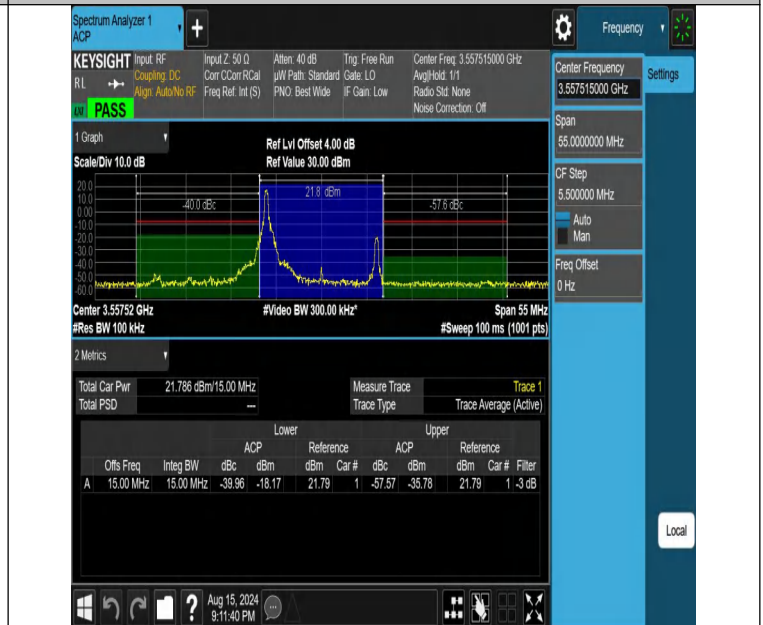 Spectrum Analyzer 1
ACP
+
Frequency
KEYSIGHT
RL
PASS
Input: RF
Coupling: DC
Align: Auto/No RF
Input Z: 50 Ω
Corr CCorr RCal
Freq Ref: Int (S)
Atten: 40 dB
µW Path: Standard
PNO: Best Wide
Trig: Free Run
Gate: LO
IF Gain: Low
Center Freq: 3.557515000 GHz
Avg|Hold: 1/1
Radio Std: None
Noise Correction: Off
Center Frequency
3.557515000 GHz
Settings
Span
55.0000000 MHz
CF Step
5.500000 MHz
Auto
Man
Freq Offset
0 Hz
1 Graph
Scale/Div 10.0 dB
Ref Lvl Offset 4.00 dB
Ref Value 30.00 dBm
20.0
10.0
0.00
-10.0
-20.0
-30.0
-40.0
-50.0
-60.0
-40.0 dBc
21.8 dBm
-57.6 dBc
Center 3.55752 GHz
#Video BW 300.00 kHz*
Span 55 MHz
#Res BW 100 kHz
#Sweep 100 ms (1001 pts)
2 Metrics
Total Car Pwr 21.786 dBm/15.00 MHz
Measure Trace Trace 1
Total PSD ---
Trace Type Trace Average (Active)
Lower Upper
ACP Reference ACP Reference
Offs Freq Integ BW dBc dBm dBm Car # dBc dBm dBm Car # Filter
A 15.00 MHz 15.00 MHz -39.96 -18.17 21.79 1 -57.57 -35.78 21.79 1 -3 dB
Local
?
Aug 15, 2024
9:11:40 PM